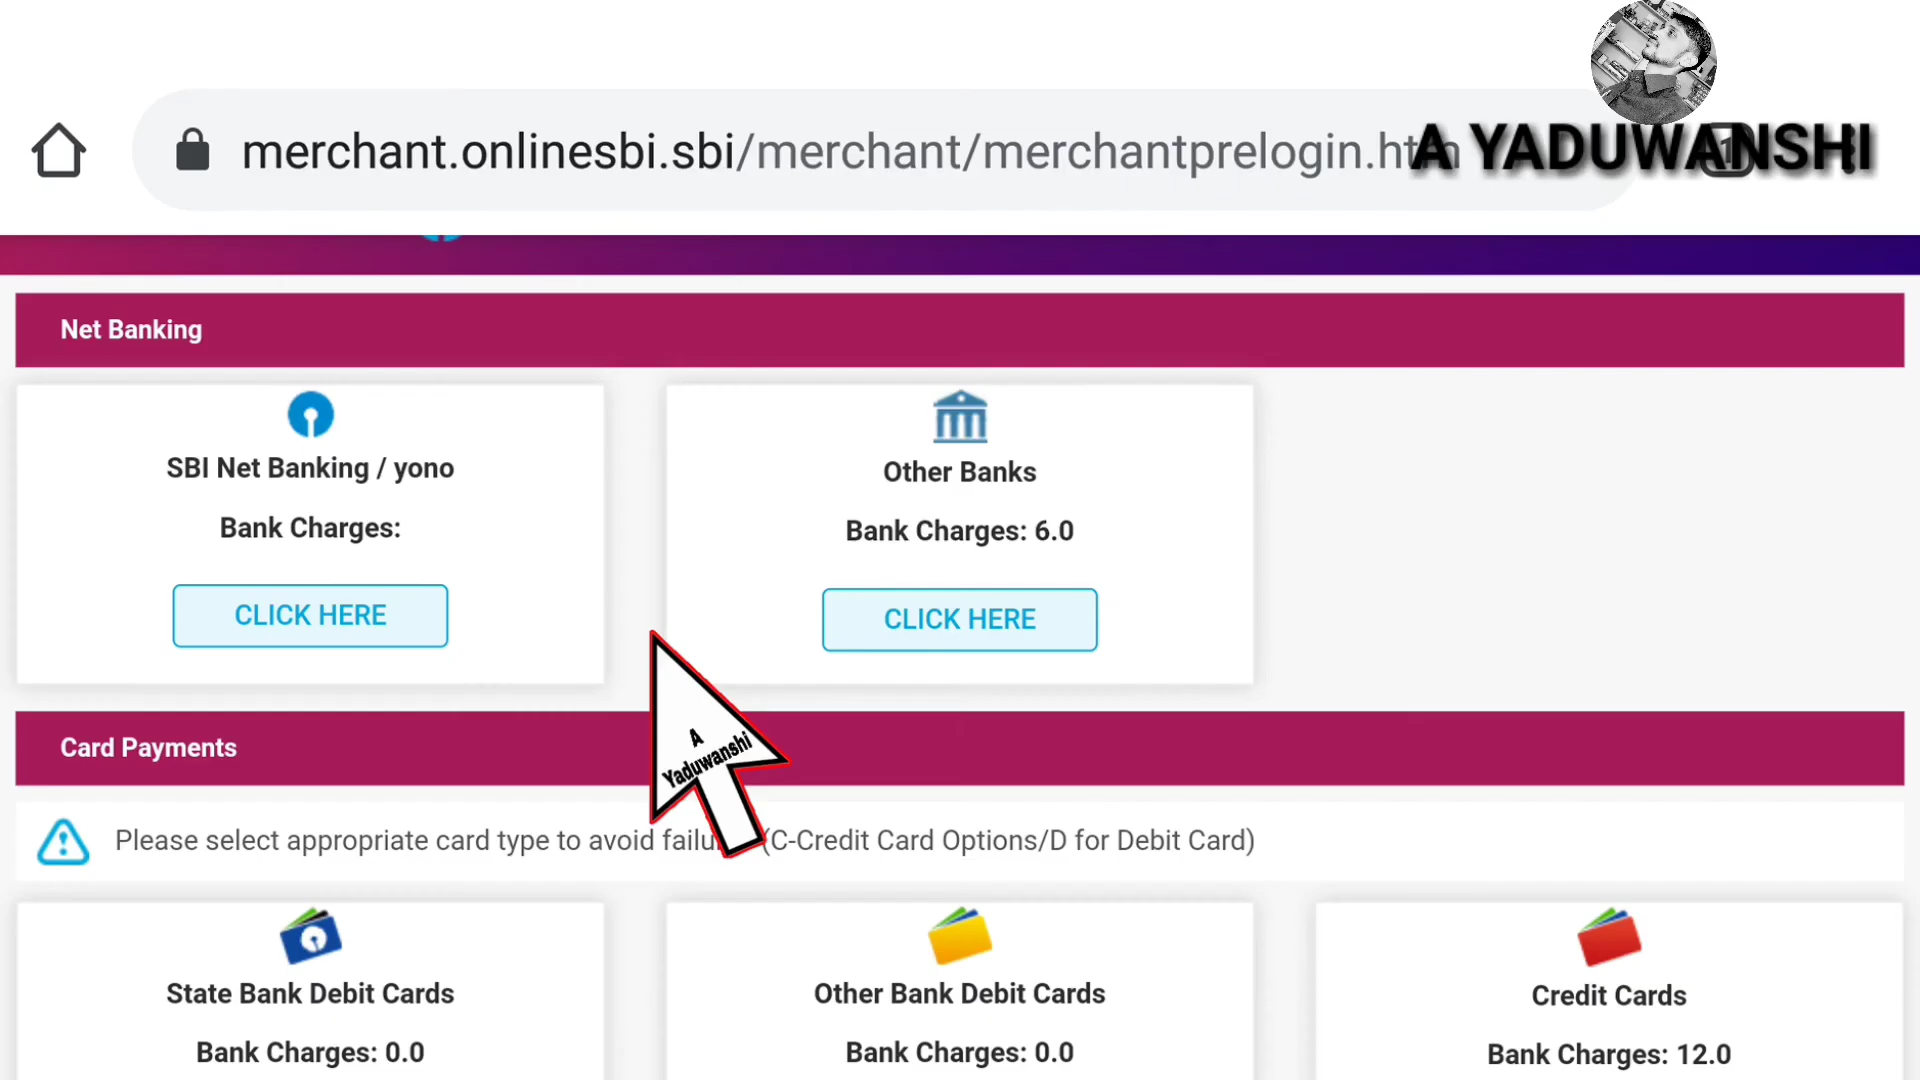 merchant.onlinesbi.sbi/merchant/merchantprelogin.htm
A YADUWANSHI
Net Banking
SBI Net Banking / yono
Bank Charges:
CLICK HERE
Other Banks
Bank Charges: 6.0
CLICK HERE
Card Payments
A
Yaduwanshi
Please select appropriate card type to avoid (C-Credit Card Options/D for Debit Card)
State Bank Debit Cards
Bank Charges: 0.0
Other Bank Debit Cards
Bank Charges: 0.0
Credit Cards
Bank Charges: 12.0